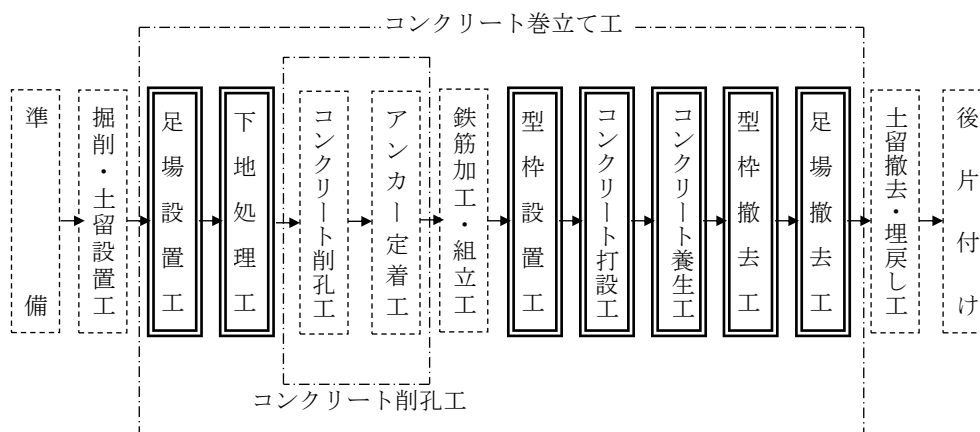 コンクリート巻立て工
準備
掘削・土留設置工
足場設置工
下地処理工
コンクリート削孔工
アンカー定着工
鉄筋加工・組立工
型枠設置工
コンクリート打設工
コンクリート養生工
型枠撤去工
足場撤去工
土留撤去・埋戻し工
後片付け
コンクリート削孔工